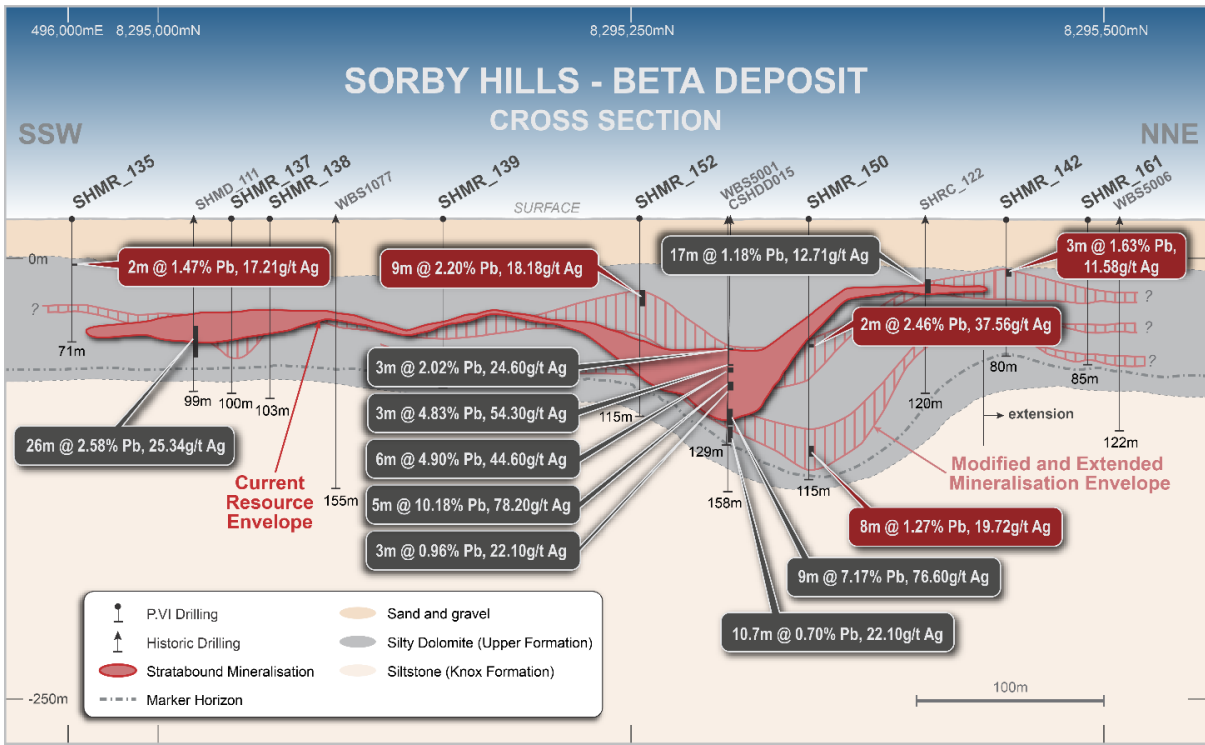 496,000mE 8,295,000mN 8,295,250mN 8,295,500mN
SORBY HILLS - BETA DEPOSIT
CROSS SECTION
SSW
NNE
SHMR_135
SHMD_111
SHMR_137
SHMR_138
WBS1077
SHMR_139
SHMR_152
WBS5001
CSHDD015
SHMR_150
SHRC_122
SHMR_142
SHMR_161
WBS5006
SURFACE
0m
2m @ 1.47% Pb, 17.21g/t Ag
9m @ 2.20% Pb, 18.18g/t Ag
17m @ 1.18% Pb, 12.71g/t Ag
3m @ 1.63% Pb,
11.58g/t Ag
?
?
?
?
2m @ 2.46% Pb, 37.56g/t Ag
71m
99m
100m
103m
155m
115m
129m
158m
115m
120m
80m
85m
122m
extension
3m @ 2.02% Pb, 24.60g/t Ag
3m @ 4.83% Pb, 54.30g/t Ag
6m @ 4.90% Pb, 44.60g/t Ag
5m @ 10.18% Pb, 78.20g/t Ag
3m @ 0.96% Pb, 22.10g/t Ag
26m @ 2.58% Pb, 25.34g/t Ag
Current
Resource
Envelope
Modified and Extended
Mineralisation Envelope
8m @ 1.27% Pb, 19.72g/t Ag
9m @ 7.17% Pb, 76.60g/t Ag
10.7m @ 0.70% Pb, 22.10g/t Ag
P.VI Drilling
Historic Drilling
Stratabound Mineralisation
Marker Horizon
Sand and gravel
Silty Dolomite (Upper Formation)
Siltstone (Knox Formation)
-250m
100m